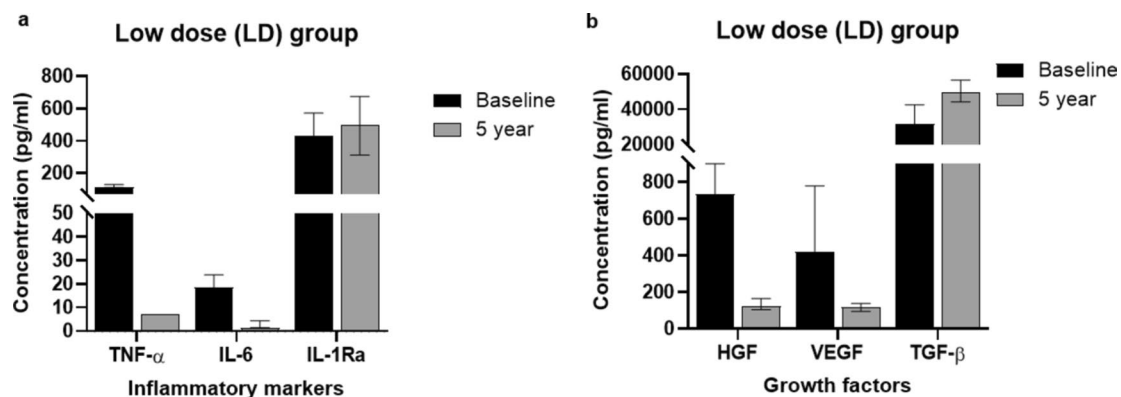 a
Low dose (LD) group
Concentration (pg/ml)
800
600
400
200
50
40
30
20
10
0
TNF-α IL-6 IL-1Ra
Inflammatory markers
Baseline
5 year
b
Low dose (LD) group
Concentration (pg/ml)
60000
40000
20000
800
600
400
200
0
HGF VEGF TGF-β
Growth factors
Baseline
5 year